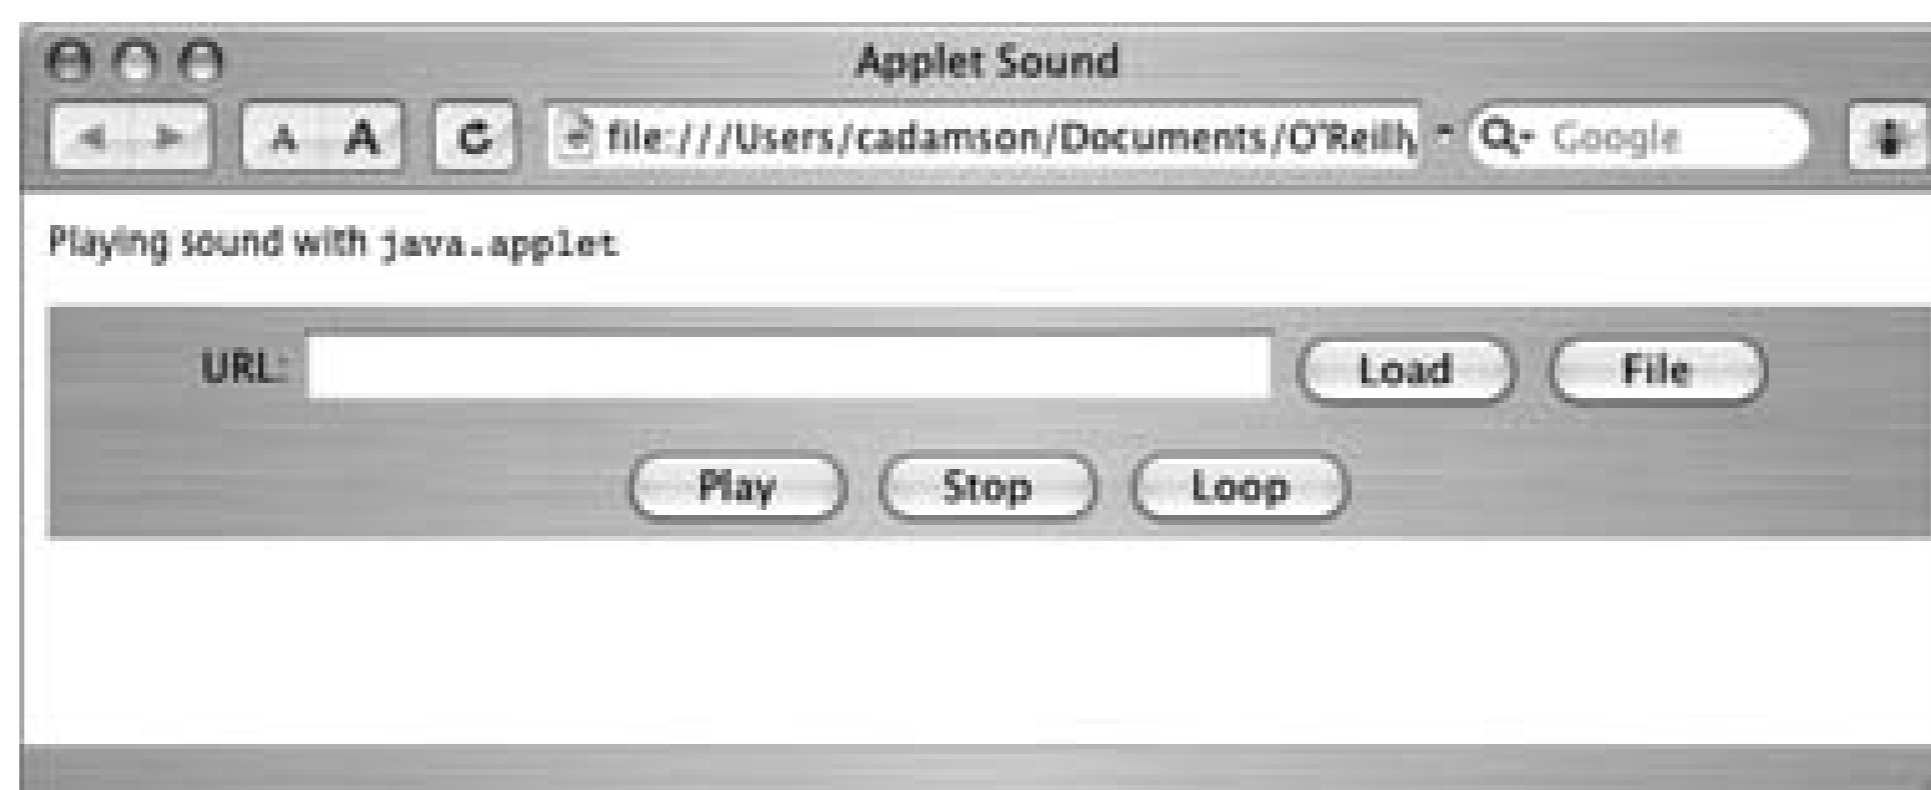 Applet Sound
A A file:///Users/cadamson/Documents/O'Reilly Google
Playing sound with java.applet
URL: Load File
Play Stop Loop